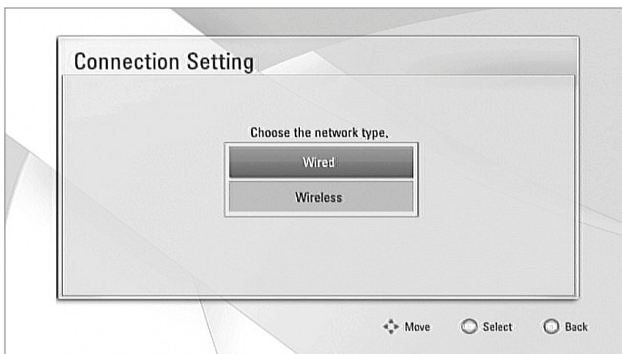 Connection Setting
Choose the network type.
Wired
Wireless
Move Select Back